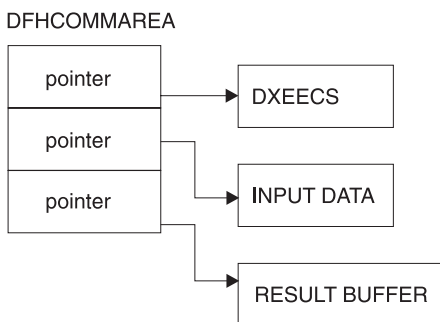 DFHCOMMAREA
pointer
DXEECS
pointer
INPUT DATA
pointer
RESULT BUFFER